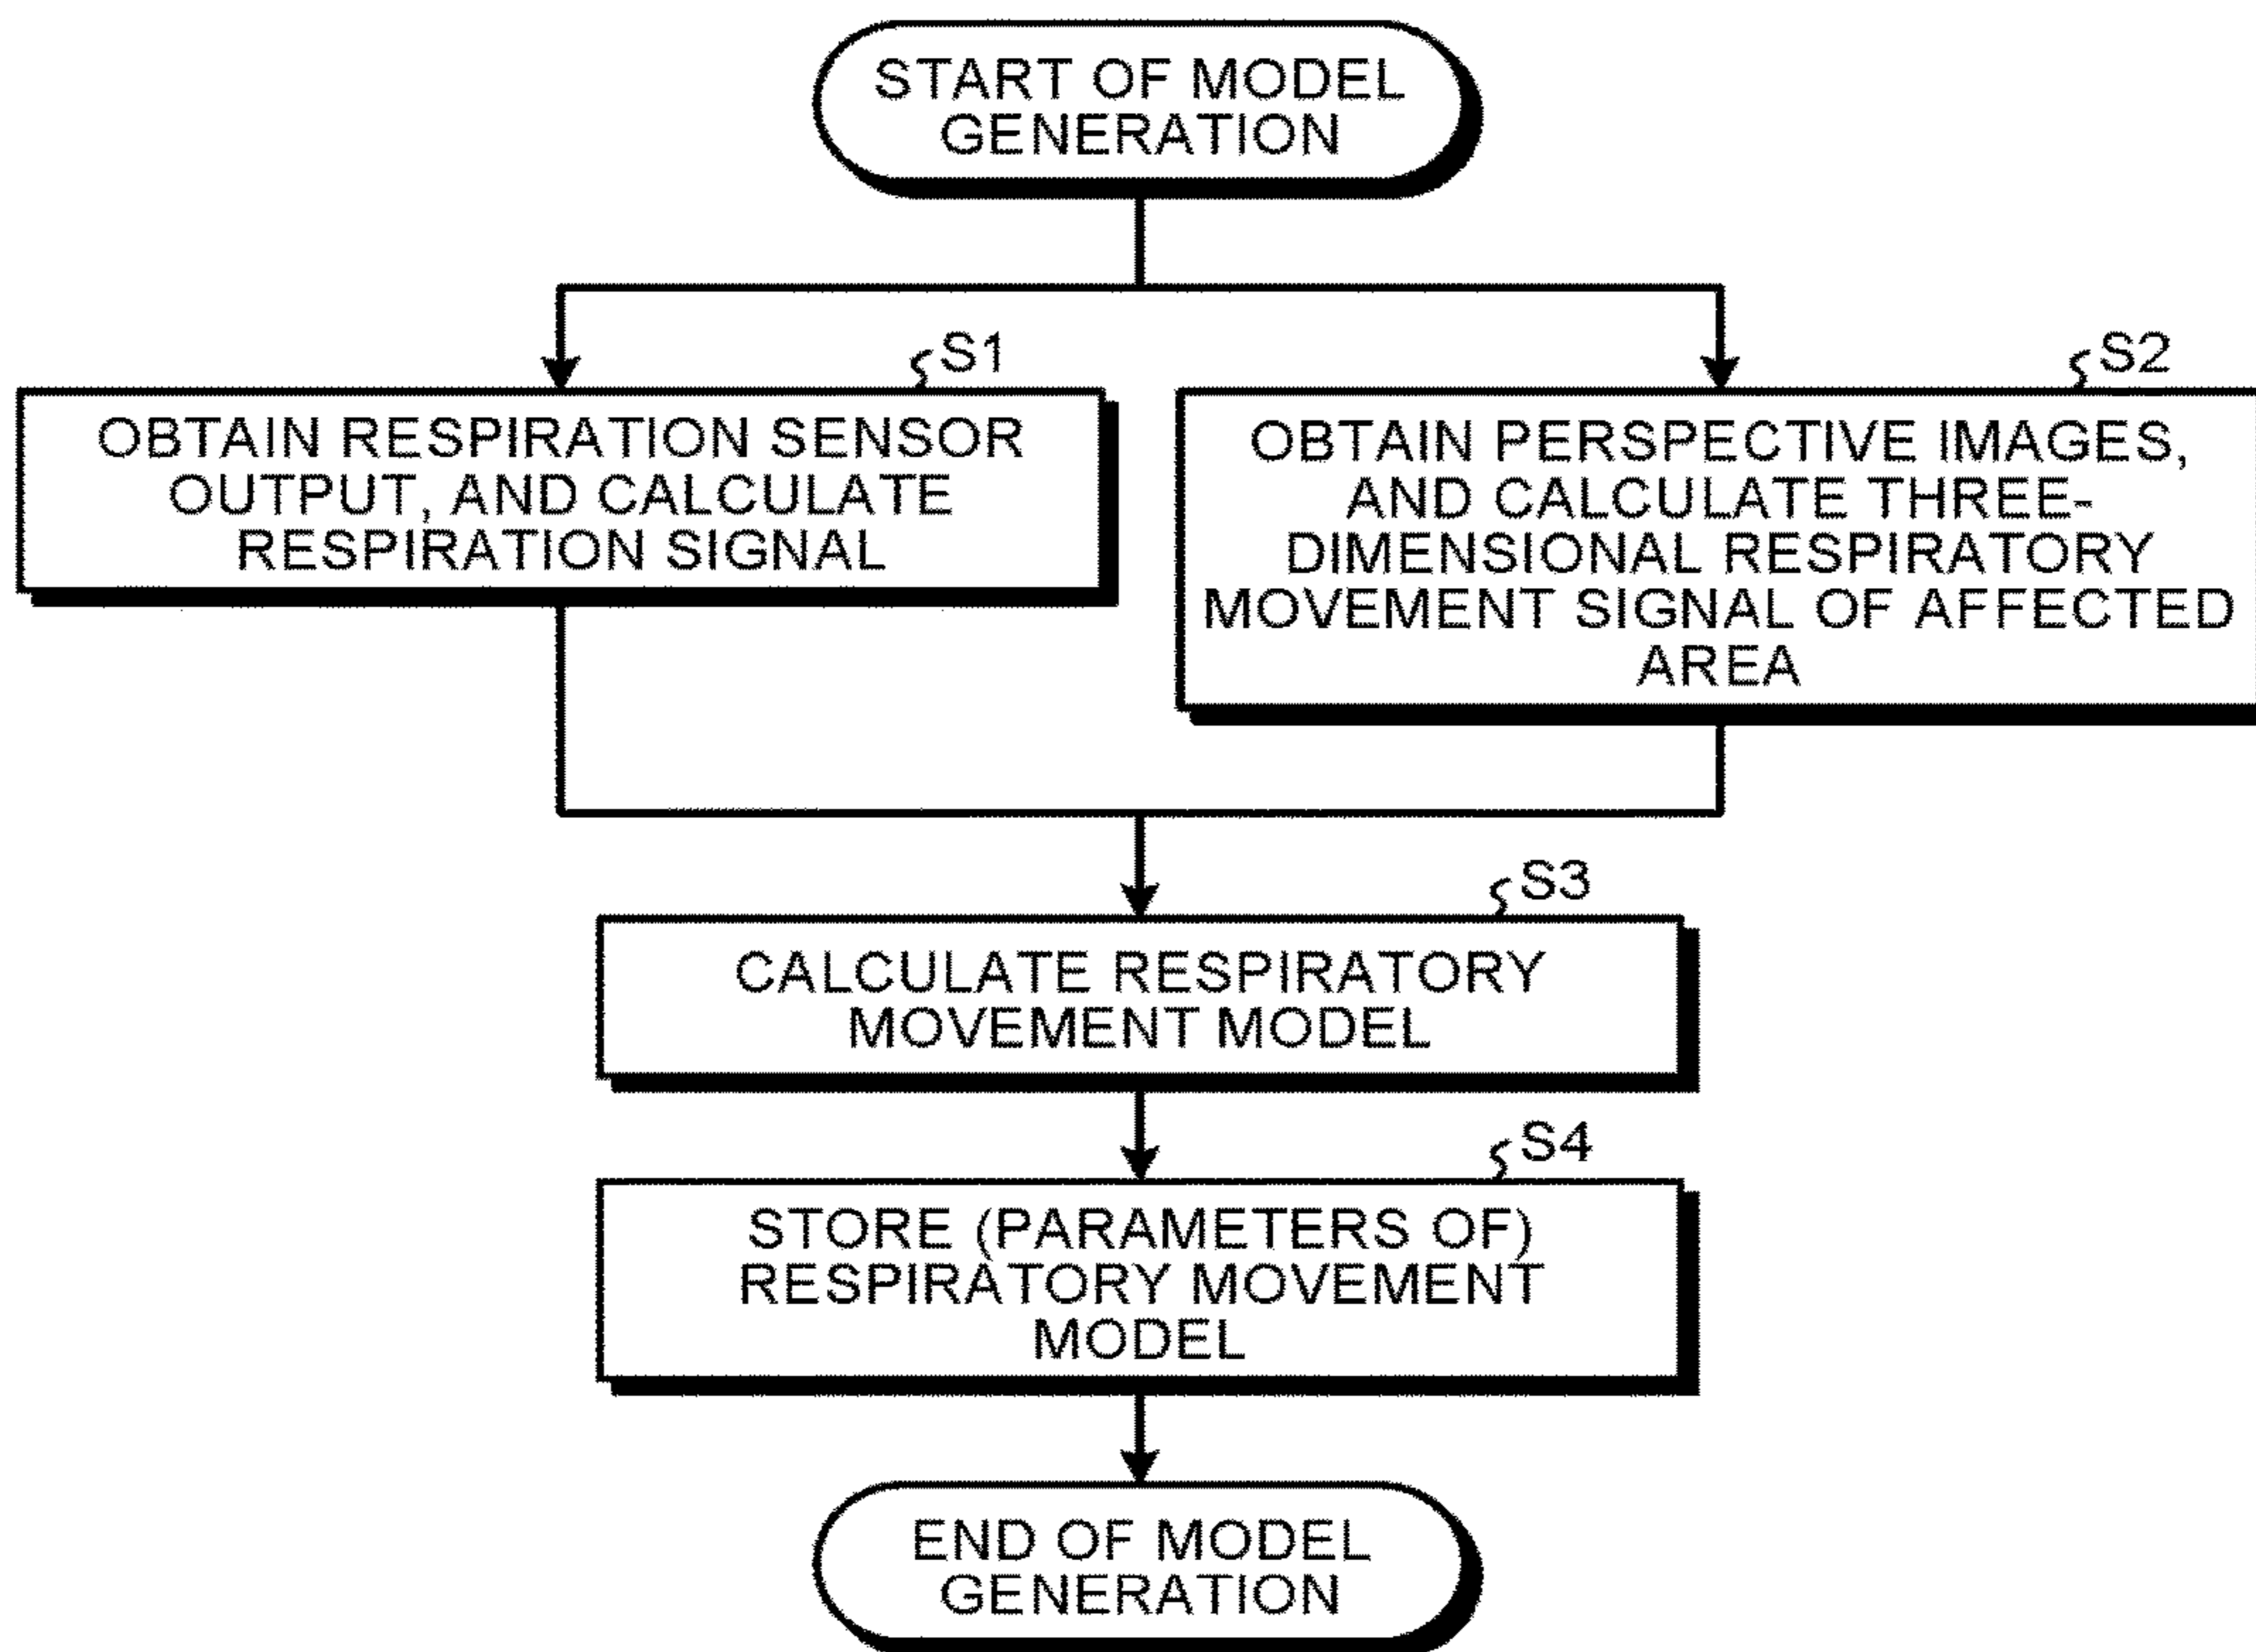 START OF MODEL
GENERATION
S1
OBTAIN RESPIRATION SENSOR
OUTPUT, AND CALCULATE
RESPIRATION SIGNAL
S2
OBTAIN PERSPECTIVE IMAGES,
AND CALCULATE THREE-
DIMENSIONAL RESPIRATORY
MOVEMENT SIGNAL OF AFFECTED
AREA
S3
CALCULATE RESPIRATORY
MOVEMENT MODEL
S4
STORE (PARAMETERS OF)
RESPIRATORY MOVEMENT
MODEL
END OF MODEL
GENERATION